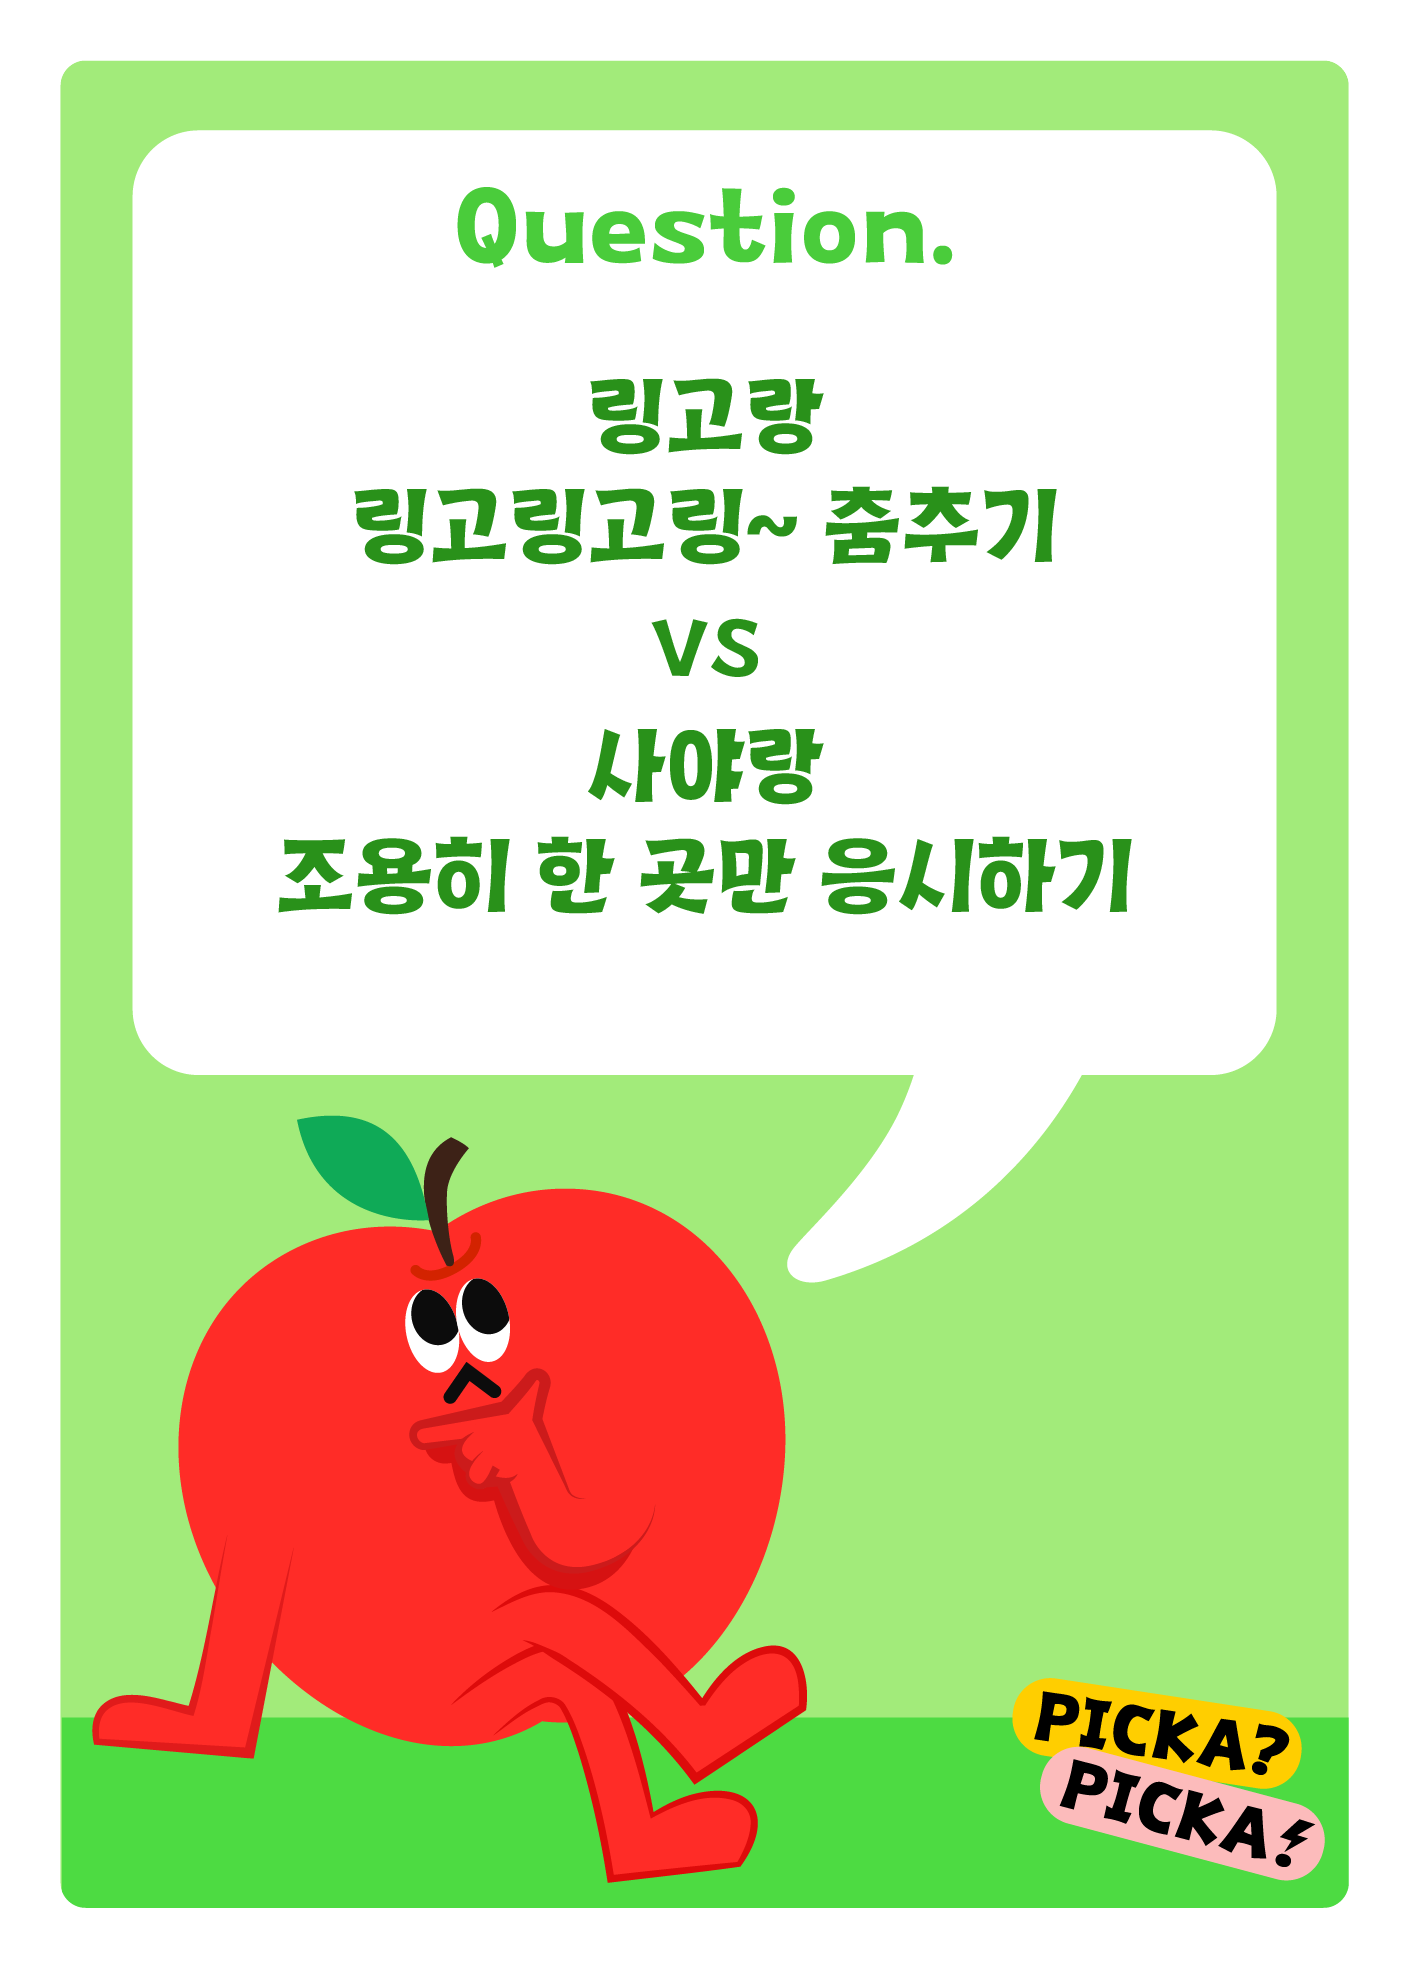 Question.
링고랑
링고링고링~ 춤추기
vs
사야랑
조용히 한 곳만 응시하기
PICKA?
PICKA!